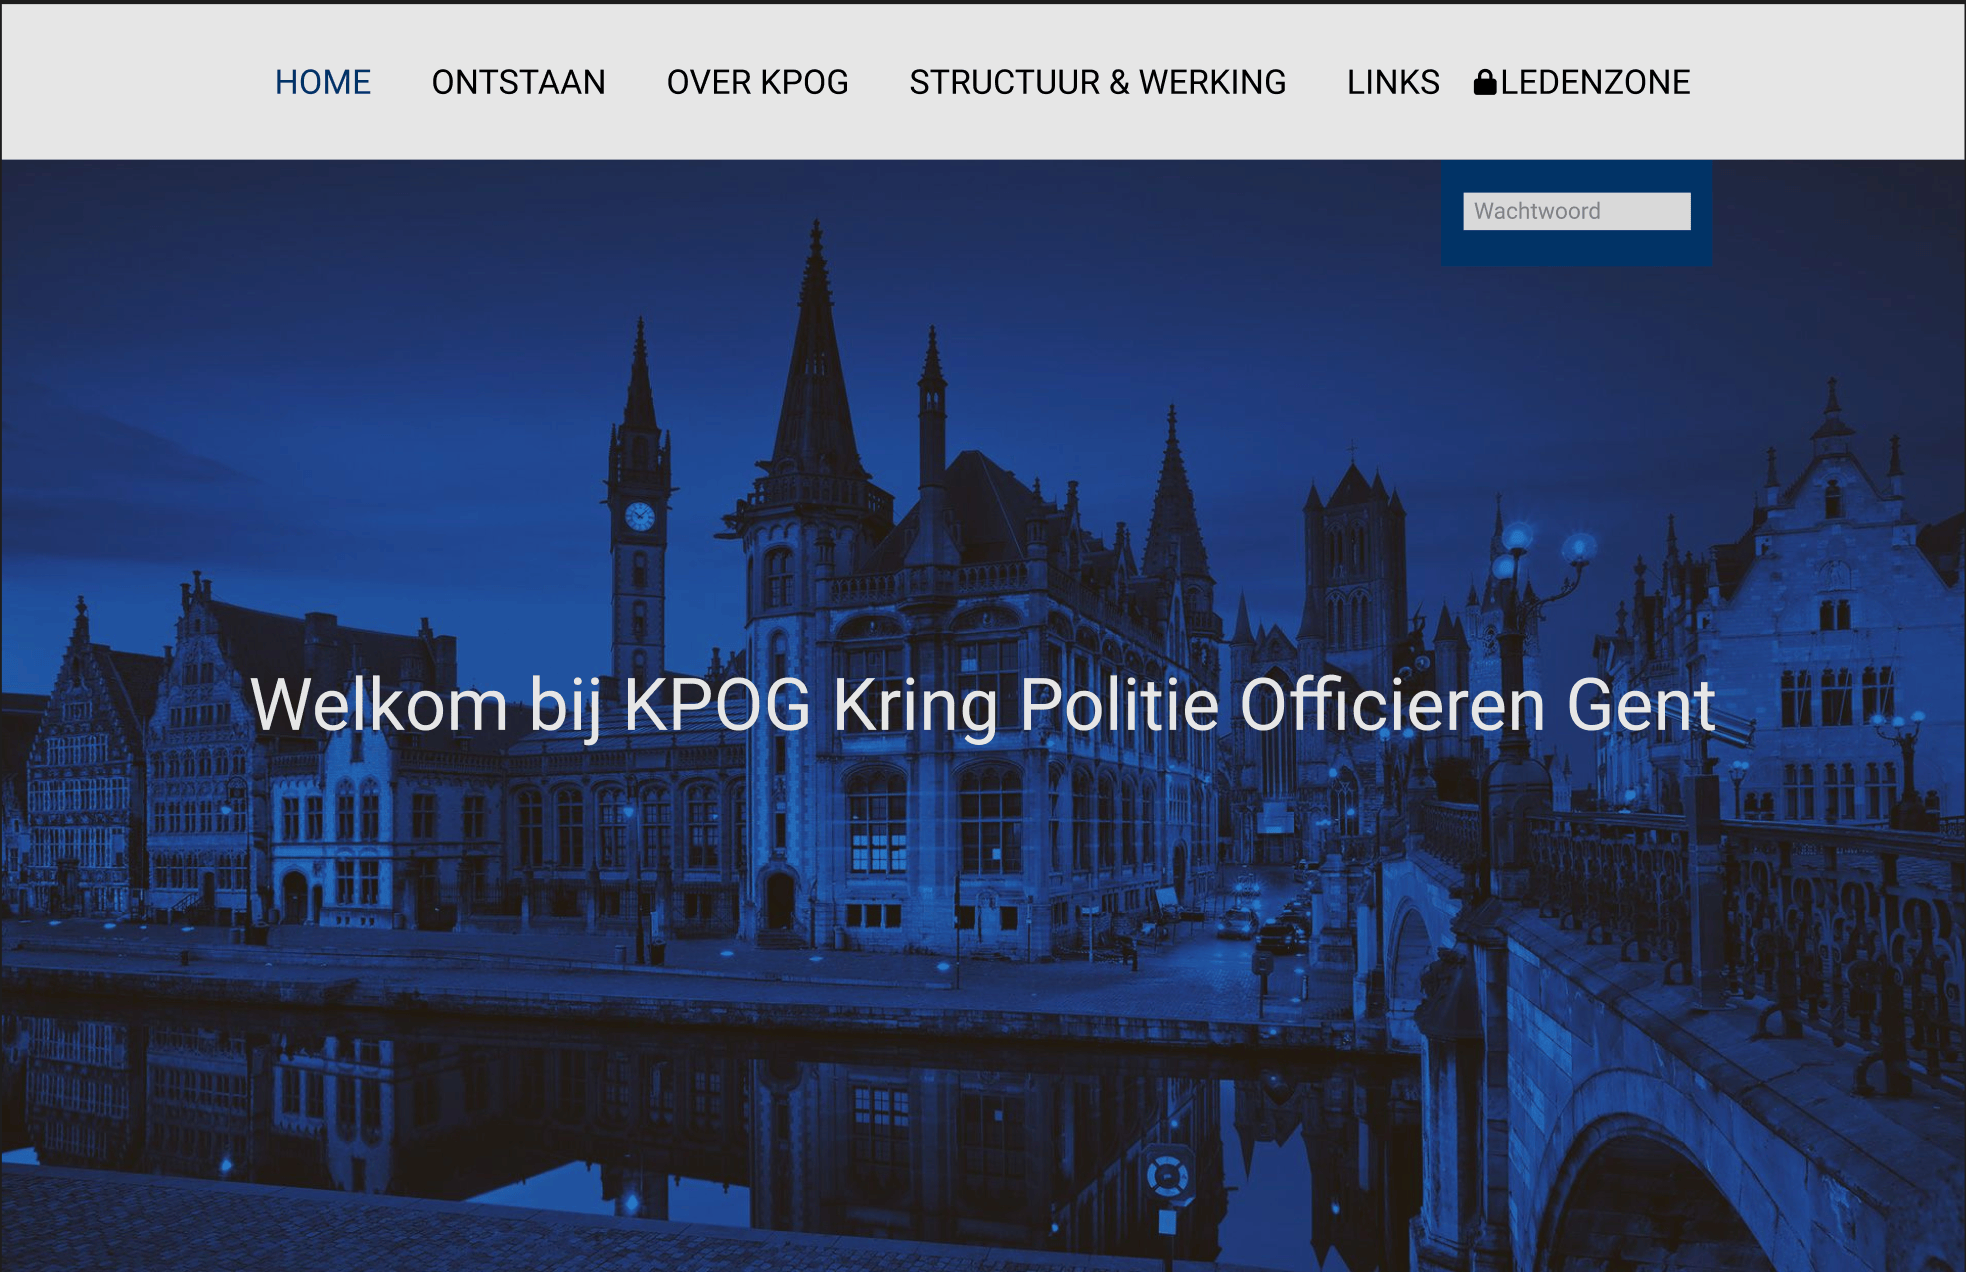 HOME ONTSTAAN OVER KPOG STRUCTUUR & WERKING LINKS LEDENZONE
Wachtwoord
Welkom bij KPOG Kring Politie Officieren Gent